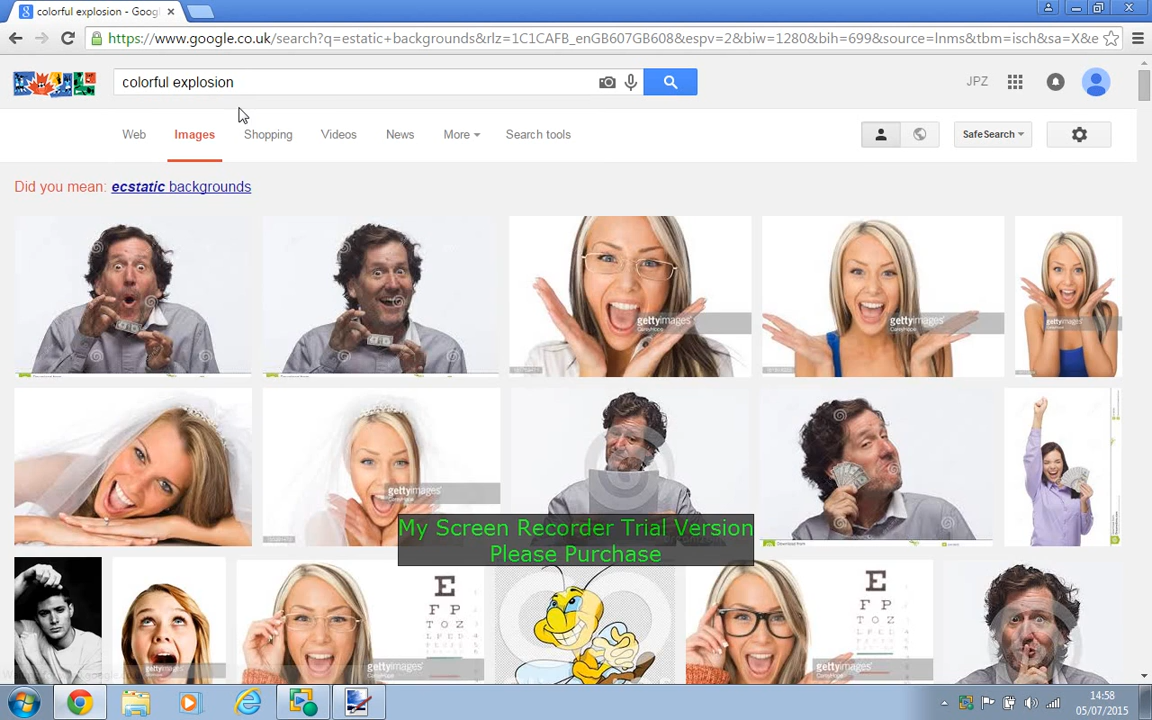 colorful explosion - Goog
https://www.google.co.uk/search?q=estatic+backgrounds&rlz=1C1CAFB_enGB607GB608&espv=2&biw=1280&bih=699&source=lnms&tbm=isch&sa=X&e
colorful explosion
JPZ
Web Images Shopping Videos News More Search tools SafeSearch
Did you mean: ecstatic backgrounds
gettyimages
gettyimages
gettyimages
gettyimages
My Screen Recorder Trial Version
Please Purchase
E
F P
T O Z
L P E D
E
F P
T O Z
L P E D
gettyimages
gettyimages
gettyimages
14:58
05/07/2015